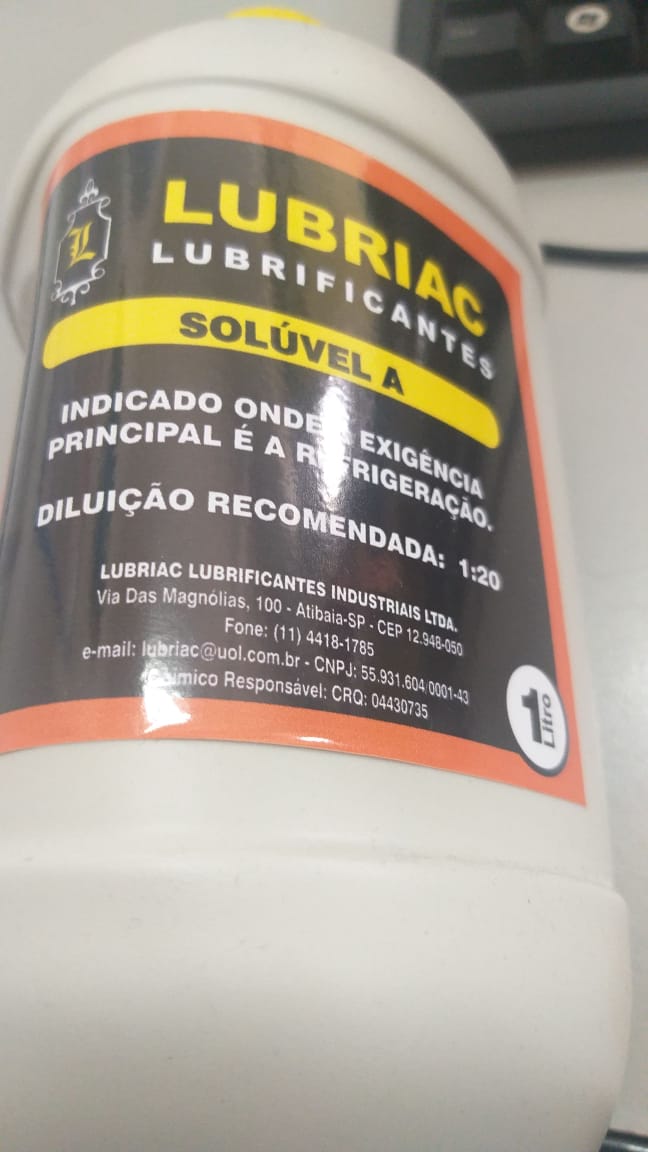 L
LUBRIAC
LUBRIFICANTES
SOLÚVEL A
INDICADO ONDE A EXIGÊNCIA
PRINCIPAL É A REFRIGERAÇÃO.
DILUIÇÃO RECOMENDADA: 1:20
LUBRIAC LUBRIFICANTES INDUSTRIAIS LTDA.
Via Das Magnólias, 100 - Atibaia-SP - CEP 12.948-050
Fone: (11) 4418-1785
e-mail: lubriac@uol.com.br - CNPJ: 55.931.604/0001-43
Químico Responsável: CRQ: 04430735
1 Litro